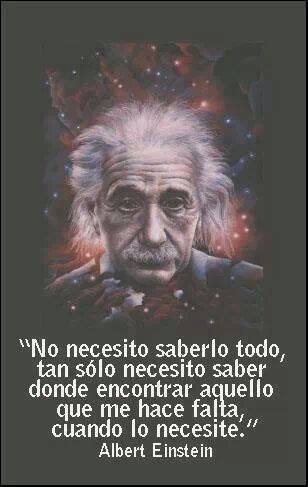 “No necesito saberlo todo,
tan sólo necesito saber
donde encontrar aquello
que me hace falta,
cuando lo necesite.”
Albert Einstein